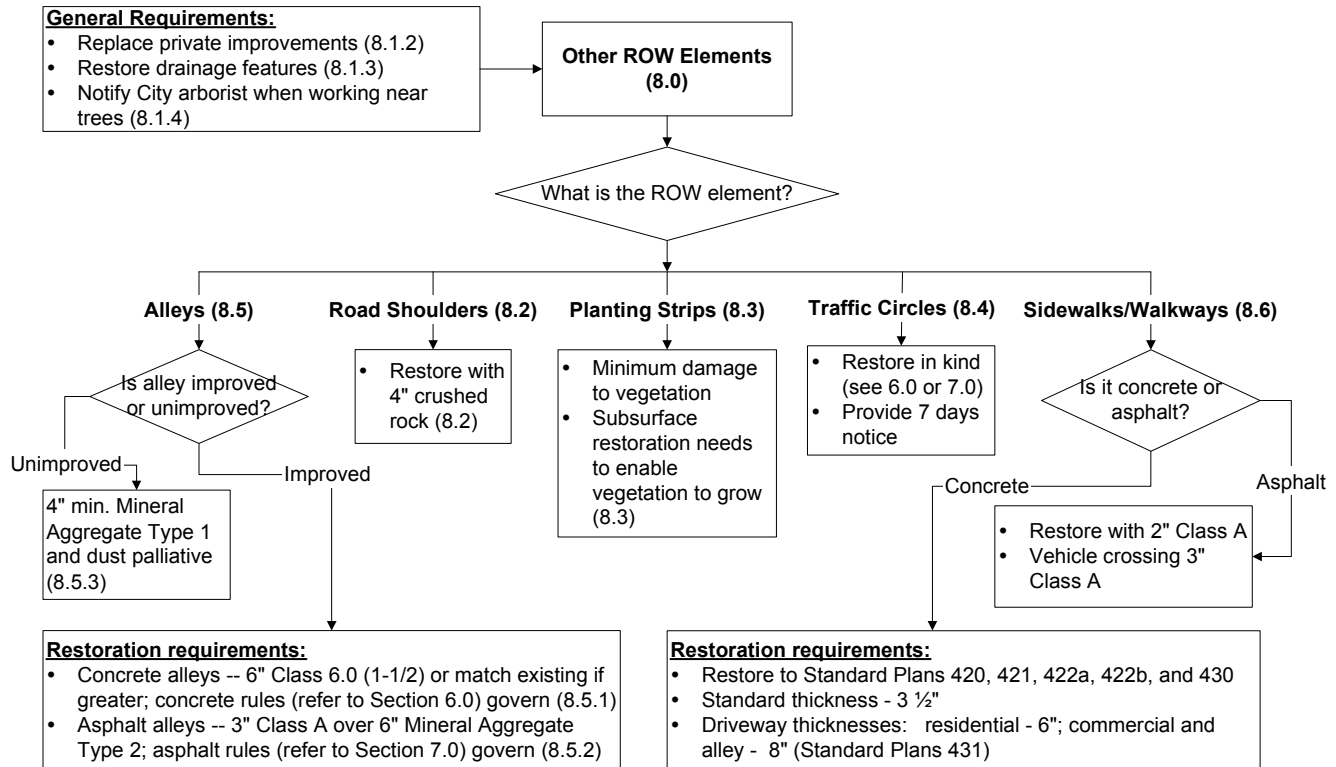 General Requirements:
• Replace private improvements (8.1.2)
• Restore drainage features (8.1.3)
• Notify City arborist when working near
trees (8.1.4)
Other ROW Elements
(8.0)
What is the ROW element?
Alleys (8.5)
Road Shoulders (8.2)
Planting Strips (8.3)
Traffic Circles (8.4)
Sidewalks/Walkways (8.6)
Is alley improved
or unimproved?
• Restore with
4" crushed
rock (8.2)
• Minimum damage
to vegetation
• Subsurface
restoration needs
to enable
vegetation to grow
(8.3)
• Restore in kind
(see 6.0 or 7.0)
• Provide 7 days
notice
Is it concrete or
asphalt?
Unimproved
Improved
Concrete
Asphalt
4" min. Mineral
Aggregate Type 1
and dust palliative
(8.5.3)
• Restore with 2" Class A
• Vehicle crossing 3"
Class A
Restoration requirements:
• Concrete alleys -- 6" Class 6.0 (1-1/2) or match existing if
greater; concrete rules (refer to Section 6.0) govern (8.5.1)
• Asphalt alleys -- 3" Class A over 6" Mineral Aggregate
Type 2; asphalt rules (refer to Section 7.0) govern (8.5.2)
Restoration requirements:
• Restore to Standard Plans 420, 421, 422a, 422b, and 430
• Standard thickness - 3 ½"
• Driveway thicknesses: residential - 6"; commercial and
alley - 8" (Standard Plans 431)